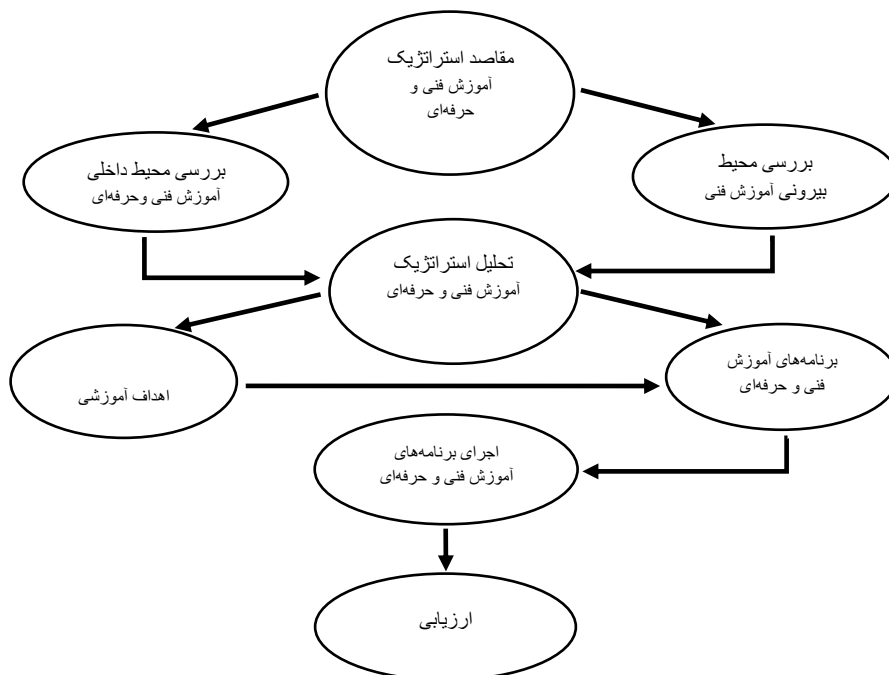 مقاصد استراتژیک
آموزش فنی و
حرفه‌ای
بررسی محیط
بیرونی آموزش فنی
بررسی محیط داخلی
آموزش فنی وحرفه‌ای
تحلیل استراتژیک
آموزش فنی و حرفه‌ای
برنامه‌های آموزش
فنی و حرفه‌ای
اهداف آموزشی
اجرای برنامه‌های
آموزش فنی و حرفه‌ای
ارزیابی